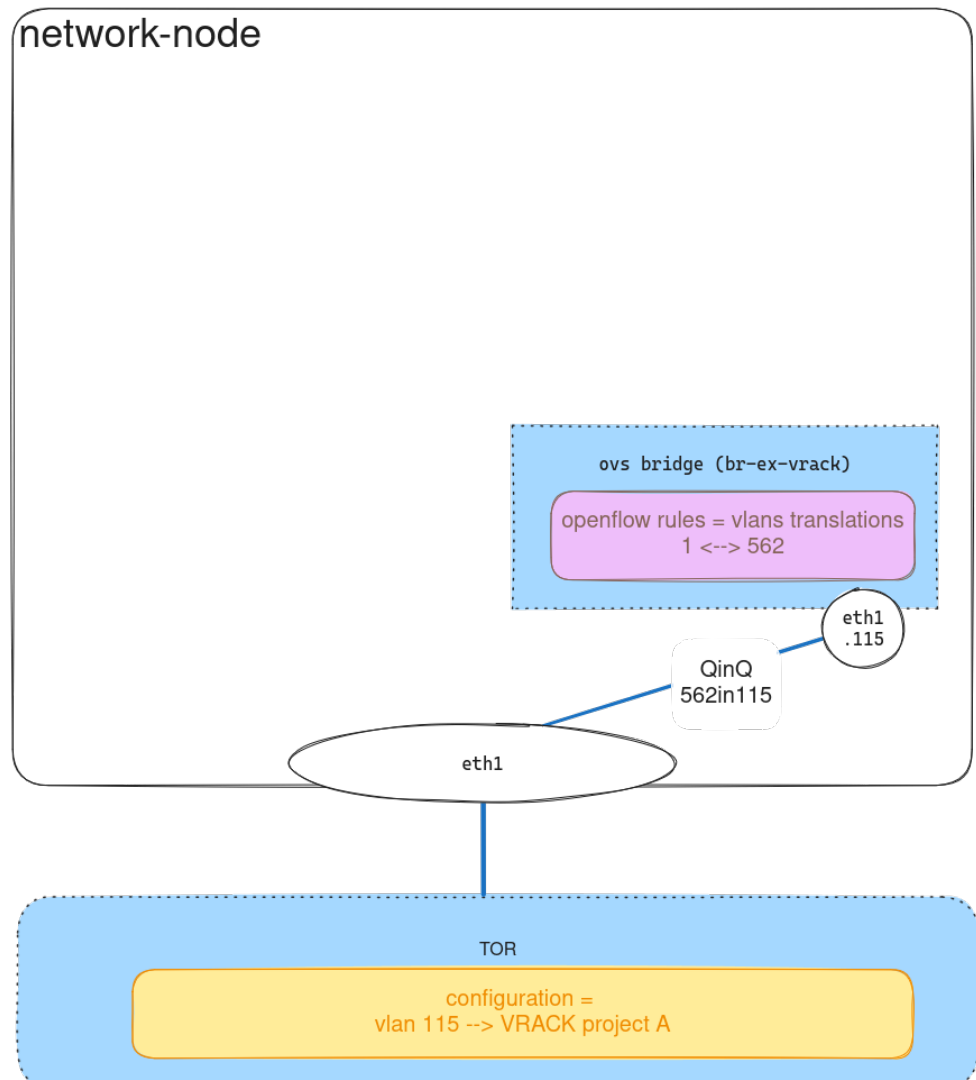 network-node
ovs bridge (br-ex-vrack)
openflow rules = vlans translations
1 <--> 562
eth1
.115
QinQ
562in115
eth1
TOR
configuration =
vlan 115 --> VRACK project A